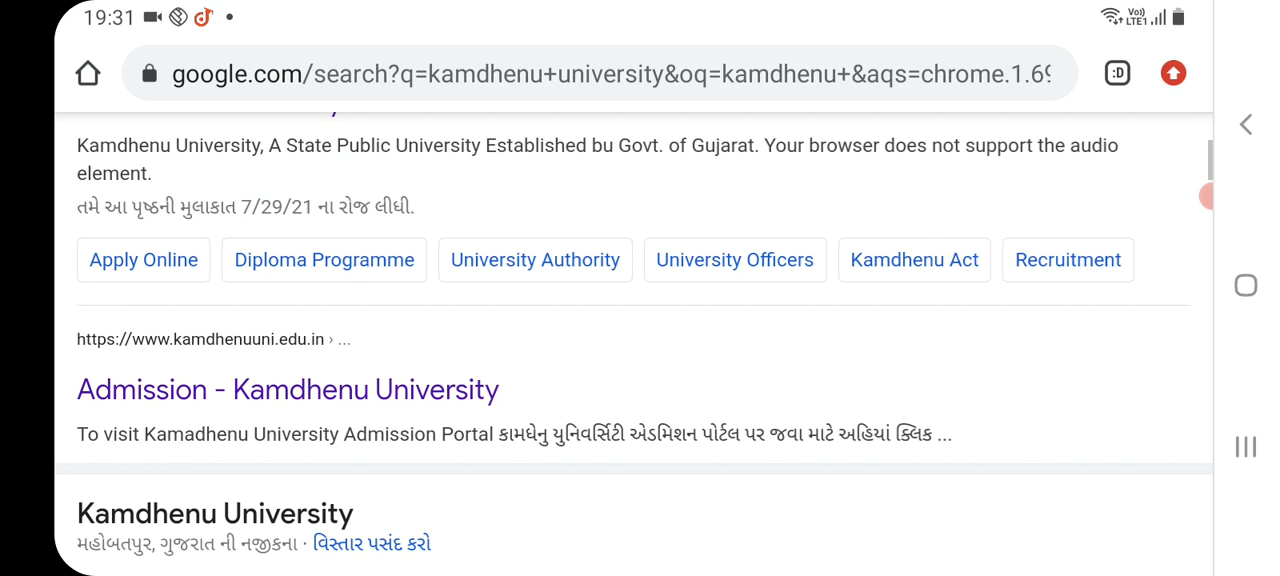 19:31
Vo)) LTE1
google.com/search?q=kamdhenu+university&oq=kamdhenu+&aqs=chrome.1.69
:D
Kamdhenu University, A State Public University Established bu Govt. of Gujarat. Your browser does not support the audio
element.
તમે આ પૃષ્ઠની મુલાકાત 7/29/21 ના રોજ લીધી.
Apply Online Diploma Programme University Authority University Officers Kamdhenu Act Recruitment
https://www.kamdhenuuni.edu.in › ...
Admission - Kamdhenu University
To visit Kamadhenu University Admission Portal કામધેનુ યુનિવર્સિટી એડમિશન પોર્ટલ પર જવા માટે અહિયાં ક્લિક ...
Kamdhenu University
મહોબતપુર, ગુજરાત ની નજીકના · વિસ્તાર પસંદ કરો